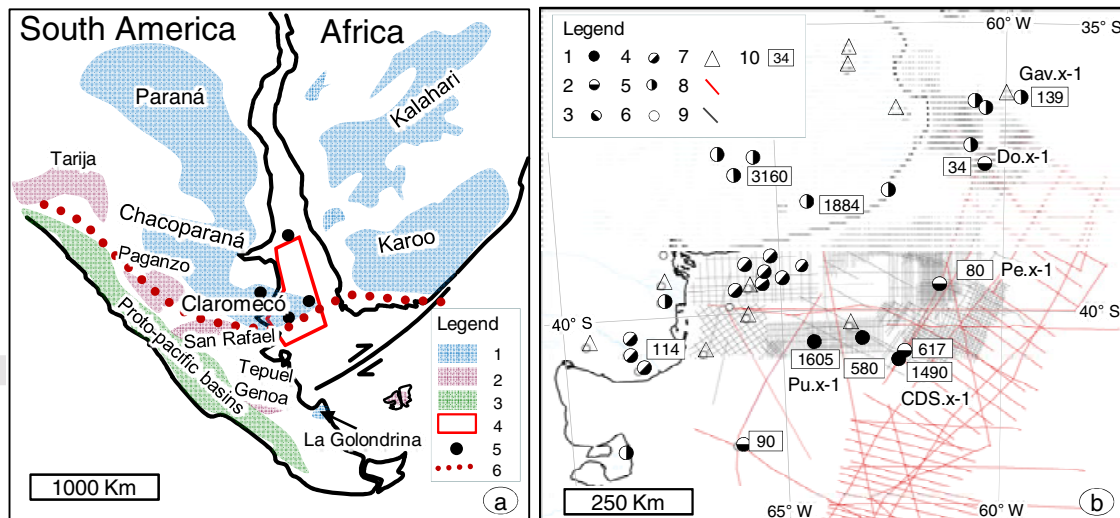 South America
Africa
Paraná
Kalahari
Tarija
Chacoparaná
Karoo
Paganzo
Claromecó
San Rafael
Proto-pacific basins
Tepuel
Genoa
La Golondrina
Legend
1
2
3
4
5
6
1000 Km
a
Legend
1 4 7 10 34
2 5 8
3 6 9
60° W 35° S
Gav.x-1
139
Do.x-1
34
3160
1884
80 Pe.x-1
40° S 40° S
114
1605 580 617
1490
Pu.x-1
CDS.x-1
90
250 Km
65° W 60° W
b